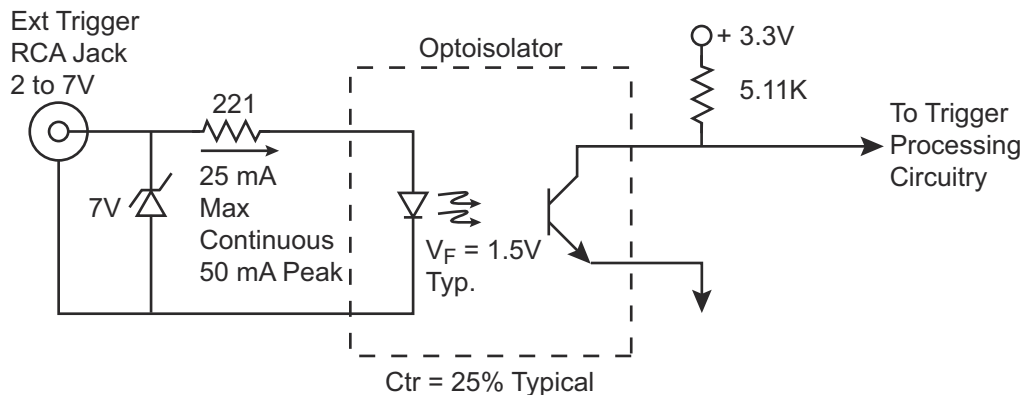 Ext Trigger
RCA Jack
2 to 7V
221
25 mA
Max
Continuous
50 mA Peak
7V
Optoisolator
VF = 1.5V
Typ.
Ctr = 25% Typical
+ 3.3V
5.11K
To Trigger
Processing
Circuitry